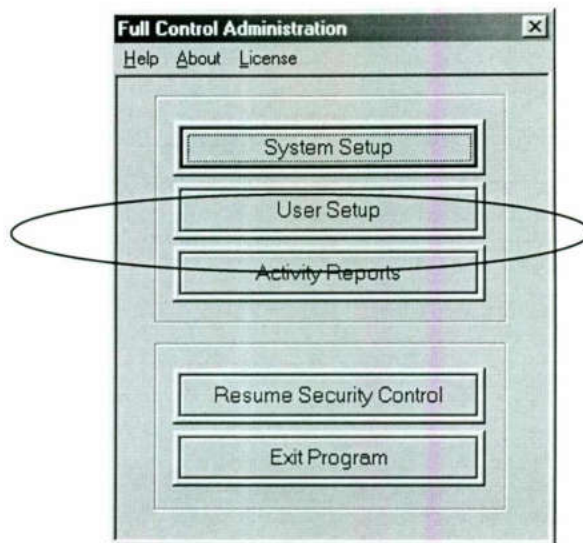 Full Control Administration
Help About License
System Setup
User Setup
Activity Reports
Resume Security Control
Exit Program